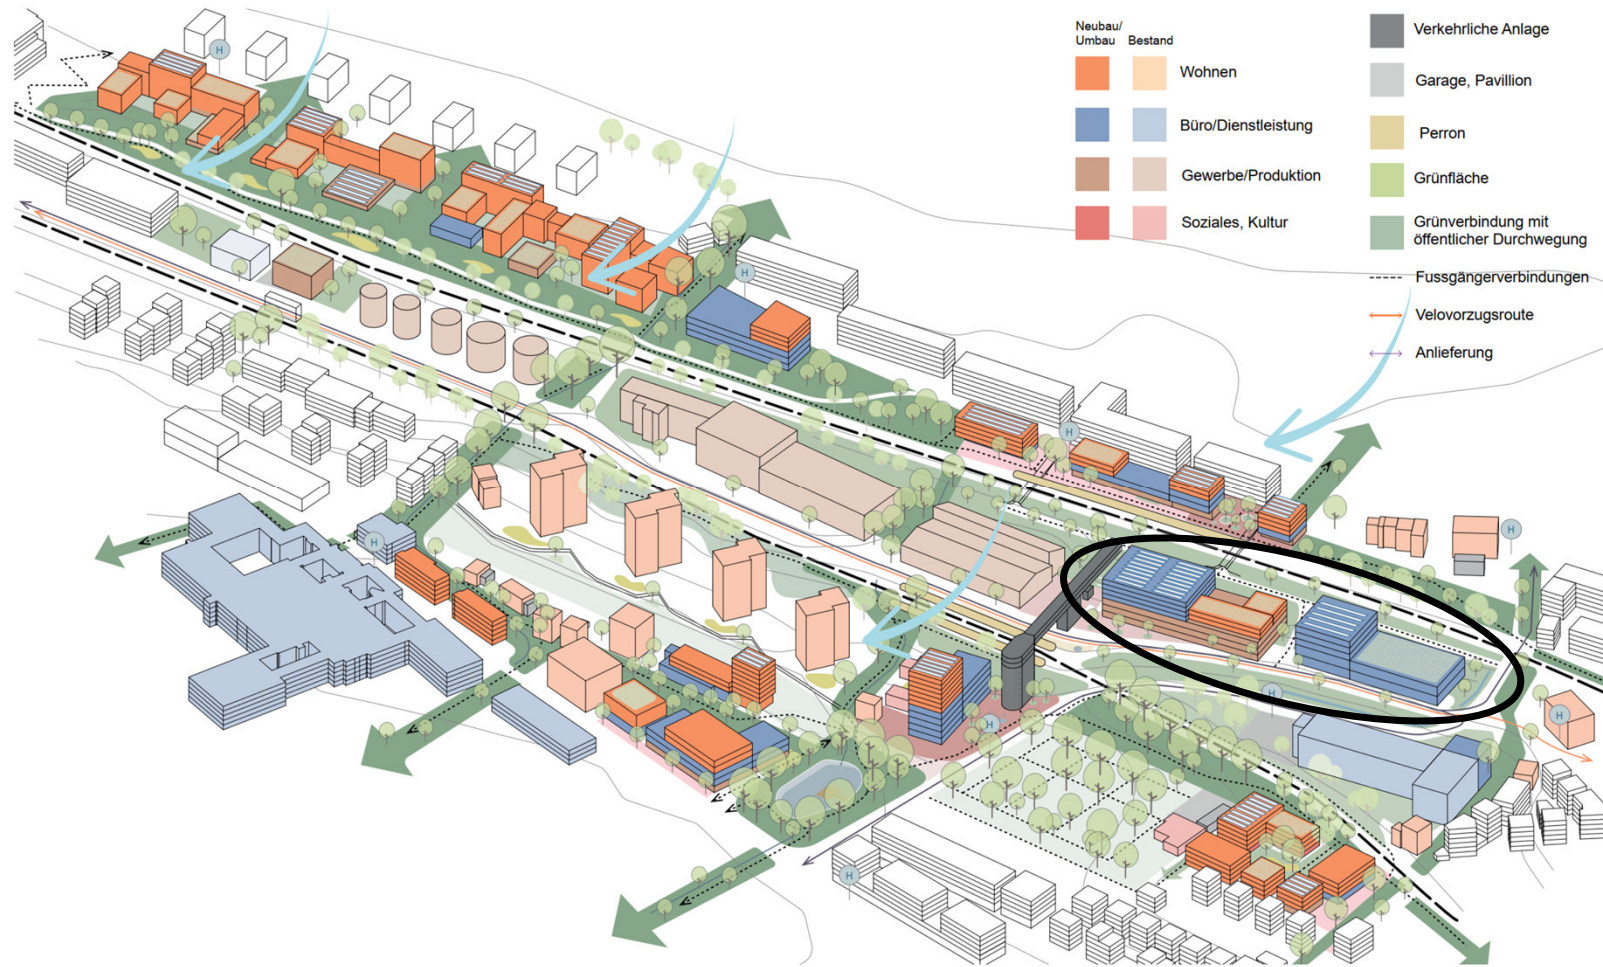 Neubau/
Umbau Bestand
Wohnen
Büro/Dienstleistung
Gewerbe/Produktion
Soziales, Kultur
Verkehrliche Anlage
Garage, Pavillion
Perron
Grünfläche
Grünverbindung mit
öffentlicher Durchwegung
Fussgängerverbindungen
Velovorzugsroute
Anlieferung
H
H
H
H
H
H
H
H
H